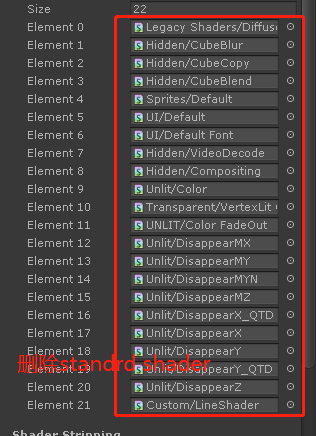 Size 22
Element 0 Legacy Shaders/Diffuse
Element 1 Hidden/CubeBlur
Element 2 Hidden/CubeCopy
Element 3 Hidden/CubeBlend
Element 4 Sprites/Default
Element 5 UI/Default
Element 6 UI/Default Font
Element 7 Hidden/VideoDecode
Element 8 Hidden/Compositing
Element 9 Unlit/Color
Element 10 Transparent/VertexLit
Element 11 UNLIT/Color FadeOut
Element 12 Unlit/DisappearMX
Element 13 Unlit/DisappearMY
Element 14 Unlit/DisappearMYN
Element 15 Unlit/DisappearMZ
Element 16 Unlit/DisappearX_QTD
Element 17 Unlit/DisappearX
Element 18 Unlit/DisappearY
删除standrd shader
Element 19 Unlit/DisappearY_QTD
Element 20 Unlit/DisappearZ
Element 21 Custom/LineShader
Shader Stripping